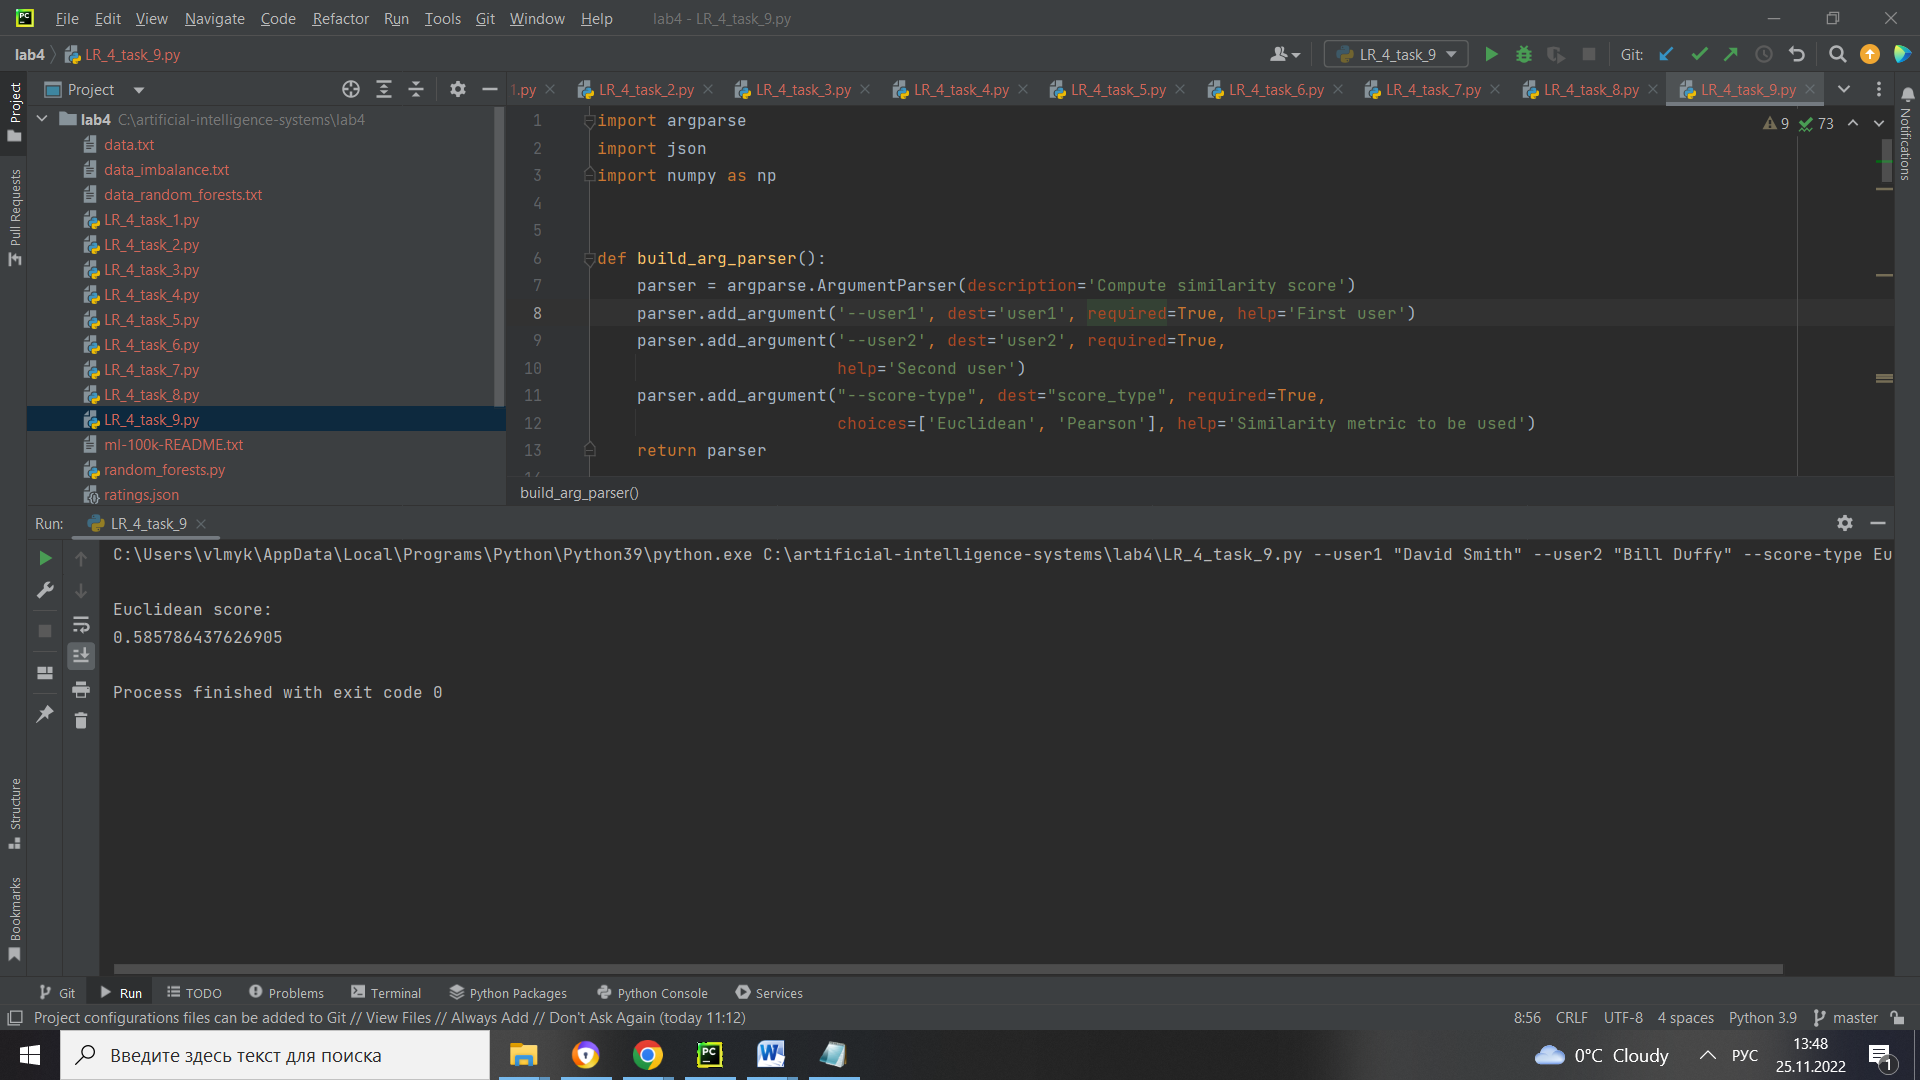 File Edit View Navigate Code Refactor Run Tools Git Window Help lab4 - LR_4_task_9.py
lab4 LR_4_task_9.py LR_4_task_9 Git:
Project 1.py LR_4_task_2.py LR_4_task_3.py LR_4_task_4.py LR_4_task_5.py LR_4_task_6.py LR_4_task_7.py LR_4_task_8.py LR_4_task_9.py
Project
Pull Requests
Structure
Bookmarks
Notifications
lab4 C:\artificial-intelligence-systems\lab4
data.txt
data_imbalance.txt
data_random_forests.txt
LR_4_task_1.py
LR_4_task_2.py
LR_4_task_3.py
LR_4_task_4.py
LR_4_task_5.py
LR_4_task_6.py
LR_4_task_7.py
LR_4_task_8.py
LR_4_task_9.py
ml-100k-README.txt
random_forests.py
ratings.json
9 73
1 import argparse
2 import json
3 import numpy as np
4
5
6 def build_arg_parser():
7 parser = argparse.ArgumentParser(description='Compute similarity score')
8 parser.add_argument('--user1', dest='user1', required=True, help='First user')
9 parser.add_argument('--user2', dest='user2', required=True,
10 help='Second user')
11 parser.add_argument("--score-type", dest="score_type", required=True,
12 choices=['Euclidean', 'Pearson'], help='Similarity metric to be used')
13 return parser
14
build_arg_parser()
Run: LR_4_task_9
C:\Users\vlmyk\AppData\Local\Programs\Python\Python39\python.exe C:\artificial-intelligence-systems\lab4\LR_4_task_9.py --user1 "David Smith" --user2 "Bill Duffy" --score-type Eu
Euclidean score:
0.585786437626905
Process finished with exit code 0
Git Run TODO Problems Terminal Python Packages Python Console Services
Project configurations files can be added to Git // View Files // Always Add // Don't Ask Again (today 11:12) 8:56 CRLF UTF-8 4 spaces Python 3.9 master
Введите здесь текст для поиска 0°C Cloudy РУС 13:48
25.11.2022
1